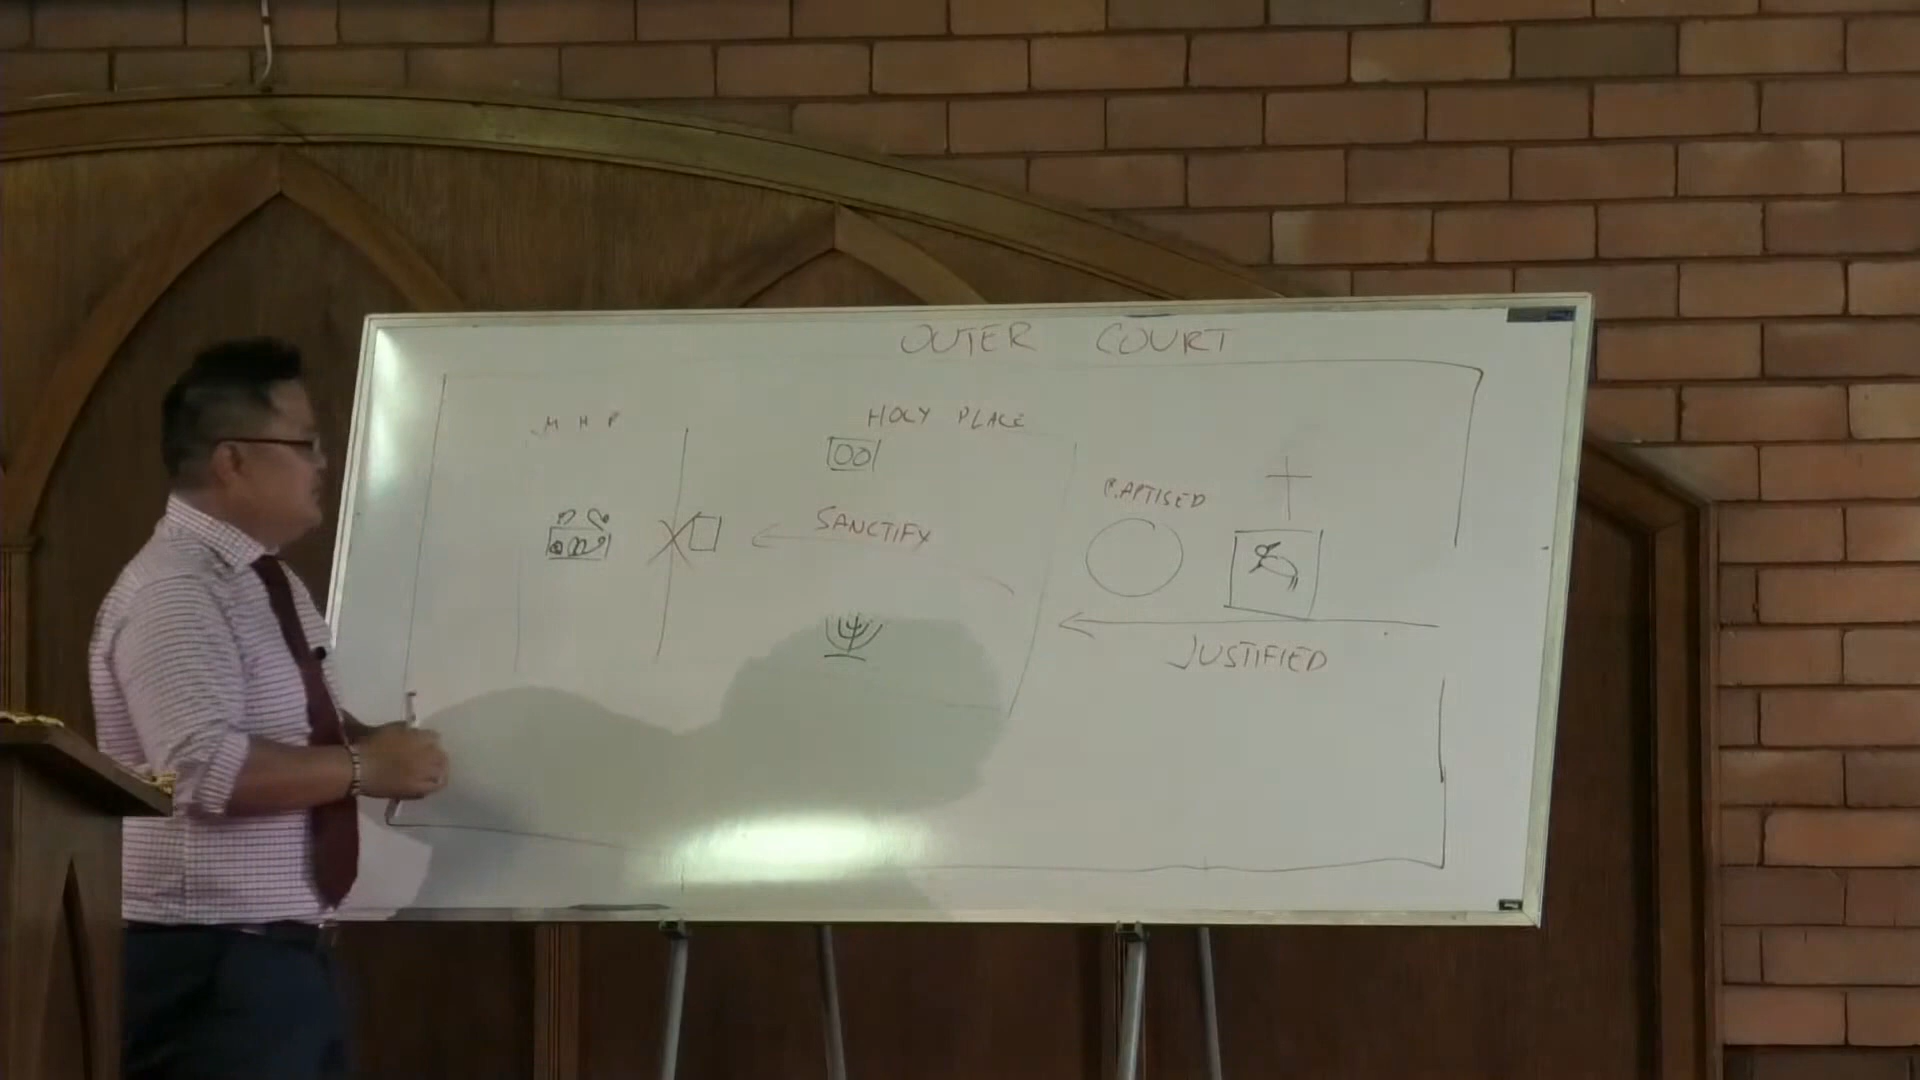 OUTER COURT
M H P
HOLY PLACE
BAPTISED
SANCTIFY
JUSTIFIED